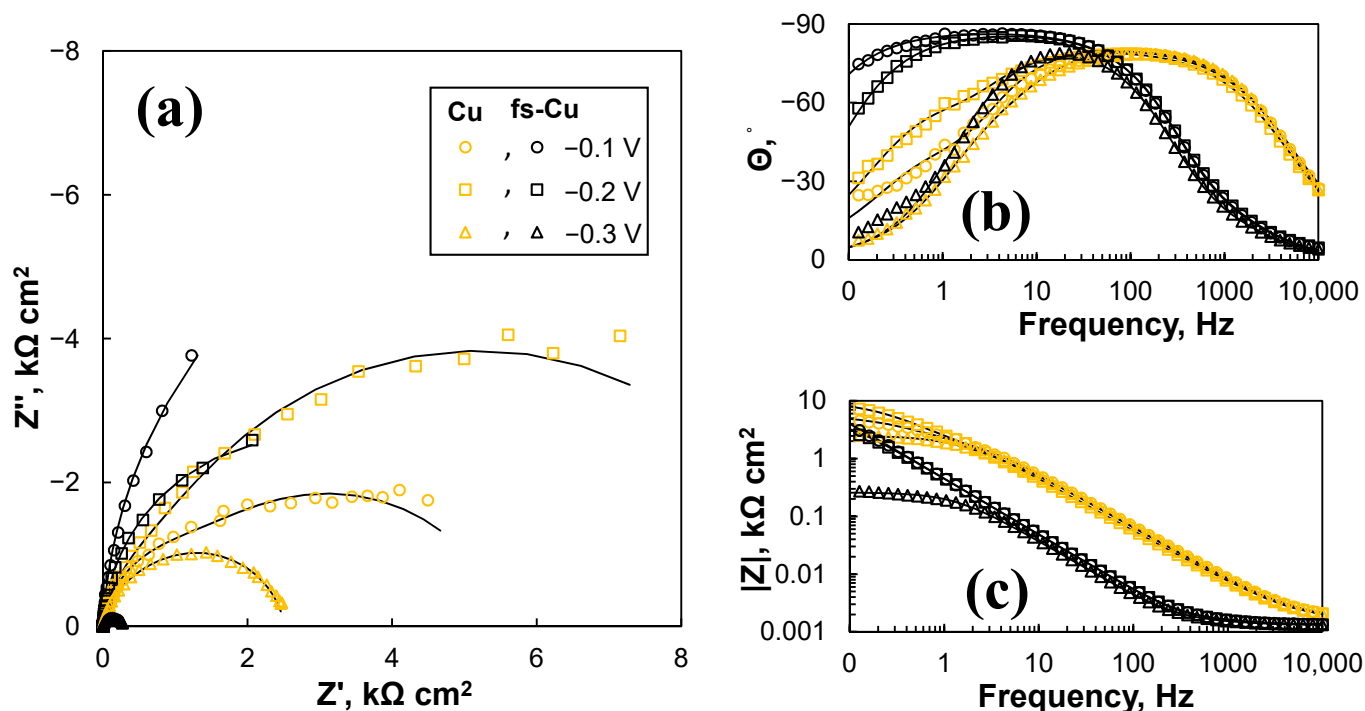 (a)
−8
−6
−4
−2
0
0 2 4 6 8
Z'', kΩ cm²
Z', kΩ cm²
Cu fs-Cu
, −0.1 V
, −0.2 V
, −0.3 V
(b)
−90
−60
−30
0
Θ, °
0 1 10 100 1000 10,000
Frequency, Hz
(c)
10
1
0.1
0.01
0.001
|Z|, kΩ cm²
0 1 10 100 1000 10,000
Frequency, Hz